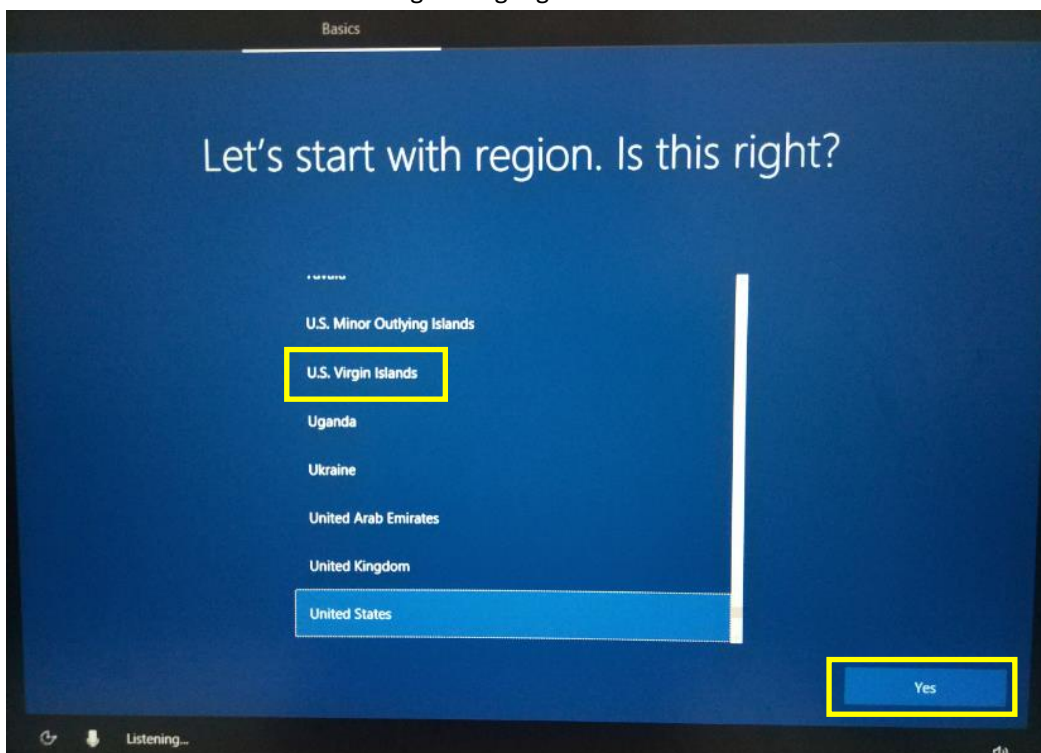 Basics
Let's start with region. Is this right?
U.S. Minor Outlying Islands
U.S. Virgin Islands
Uganda
Ukraine
United Arab Emirates
United Kingdom
United States
Yes
Listening...